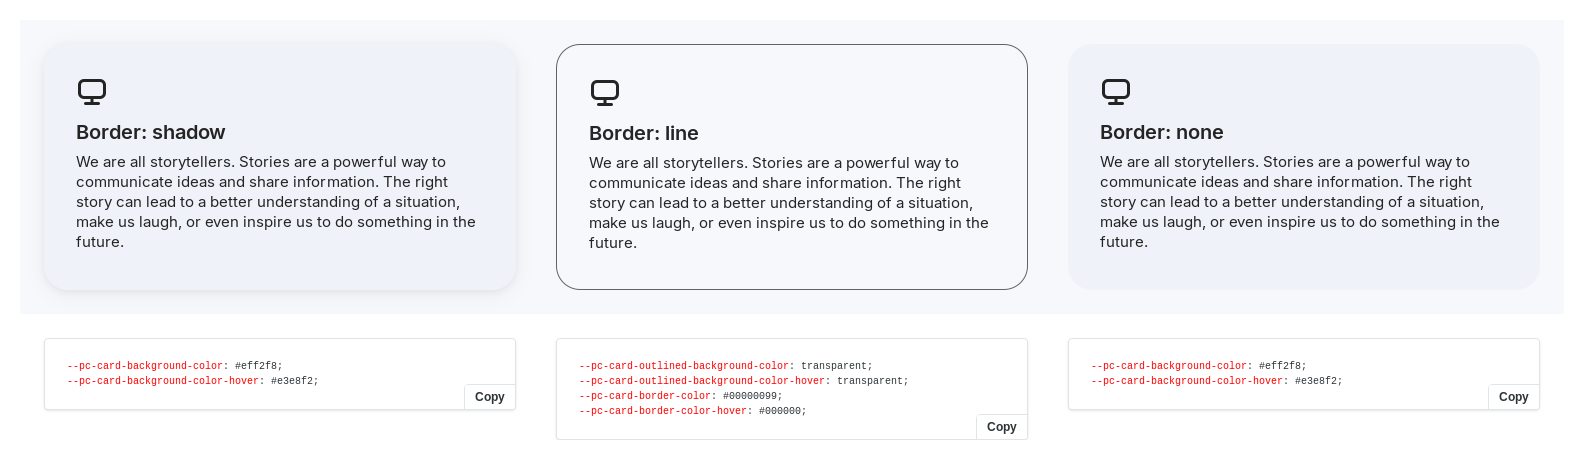 Border: shadow
We are all storytellers. Stories are a powerful way to
communicate ideas and share information. The right
story can lead to a better understanding of a situation,
make us laugh, or even inspire us to do something in the
future.
Border: line
We are all storytellers. Stories are a powerful way to
communicate ideas and share information. The right
story can lead to a better understanding of a situation,
make us laugh, or even inspire us to do something in the
future.
Border: none
We are all storytellers. Stories are a powerful way to
communicate ideas and share information. The right
story can lead to a better understanding of a situation,
make us laugh, or even inspire us to do something in the
future.
--pc-card-background-color: #eff2f8;
--pc-card-background-color-hover: #e3e8f2;
Copy
--pc-card-outlined-background-color: transparent;
--pc-card-outlined-background-color-hover: transparent;
--pc-card-border-color: #00000099;
--pc-card-border-color-hover: #000000;
Copy
--pc-card-background-color: #eff2f8;
--pc-card-background-color-hover: #e3e8f2;
Copy